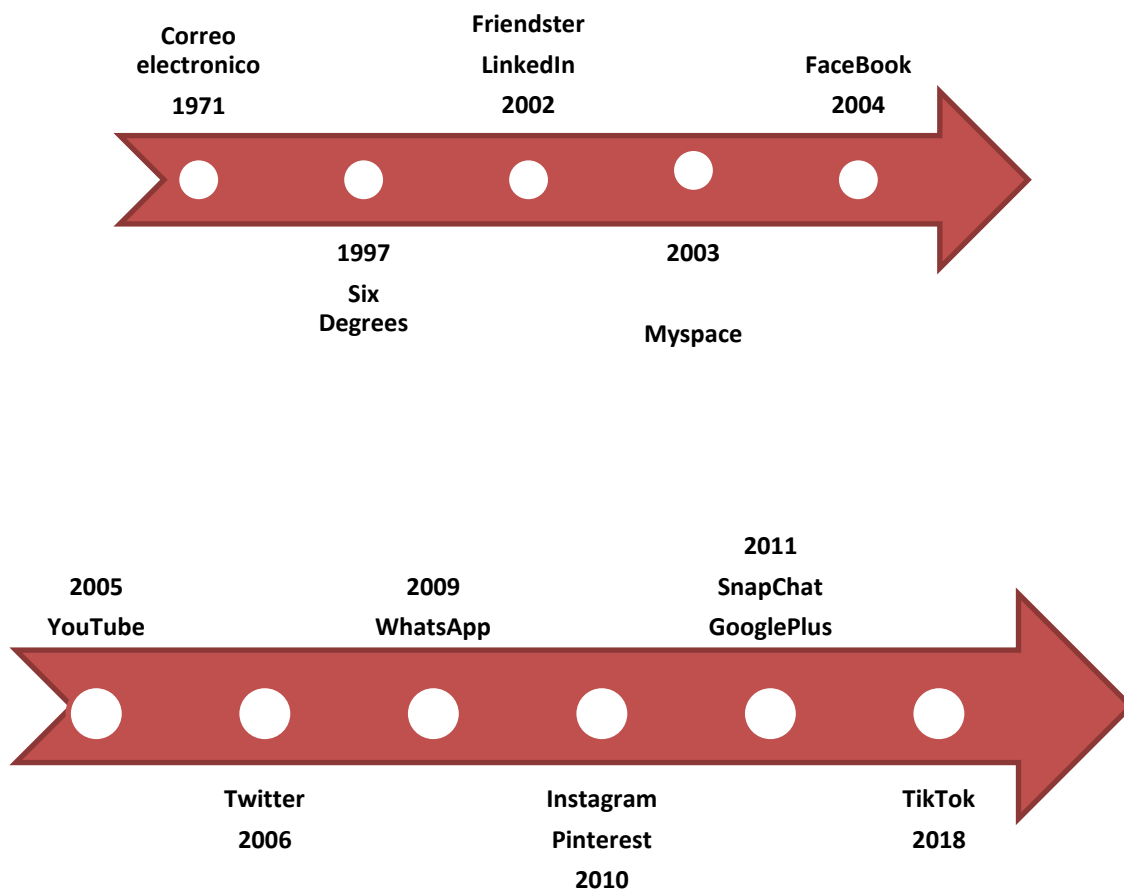 Correo
electronico
1971
1997
Six
Degrees
Friendster
LinkedIn
2002
2003
Myspace
FaceBook
2004
2005
YouTube
Twitter
2006
2009
WhatsApp
Instagram
Pinterest
2010
2011
SnapChat
GooglePlus
TikTok
2018